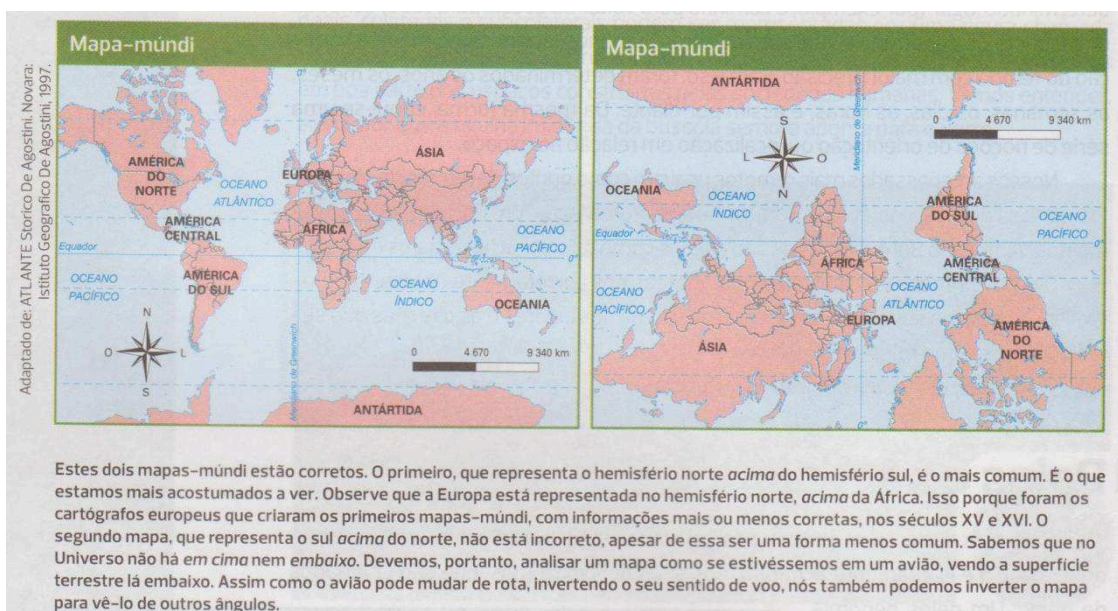 Adaptado de: ATLANTE Storico De Agostini. Novara:
Istituto Geografico De Agostini, 1997.
Mapa-múndi
0°
ÁSIA
AMÉRICA
DO
NORTE
EUROPA
OCEANO
ATLÂNTICO
AMÉRICA
CENTRAL
ÁFRICA
OCEANO
PACÍFICO
Equador
0°
OCEANO
PACÍFICO
AMÉRICA
DO SUL
OCEANO
ÍNDICO
OCEANIA
N
O
L
S
Meridiano de Greenwich
0 4 670 9 340 km
ANTÁRTIDA
Mapa-múndi
ANTÁRTIDA
Meridiano de Greenwich
0 4 670 9 340 km
S
L
O
N
OCEANIA
OCEANO
ÍNDICO
AMÉRICA
DO SUL
OCEANO
PACÍFICO
Equador
0°
OCEANO
PACÍFICO
ÁFRICA
OCEANO
ATLÂNTICO
AMÉRICA
CENTRAL
EUROPA
ÁSIA
AMÉRICA
DO
NORTE
0°
Estes dois mapas-múndi estão corretos. O primeiro, que representa o hemisfério norte acima do hemisfério sul, é o mais comum. É o que
estamos mais acostumados a ver. Observe que a Europa está representada no hemisfério norte, acima da África. Isso porque foram os
cartógrafos europeus que criaram os primeiros mapas-múndi, com informações mais ou menos corretas, nos séculos XV e XVI. O
segundo mapa, que representa o sul acima do norte, não está incorreto, apesar de essa ser uma forma menos comum. Sabemos que no
Universo não há em cima nem embaixo. Devemos, portanto, analisar um mapa como se estivéssemos em um avião, vendo a superfície
terrestre lá embaixo. Assim como o avião pode mudar de rota, invertendo o seu sentido de voo, nós também podemos inverter o mapa
para vê-lo de outros ângulos.